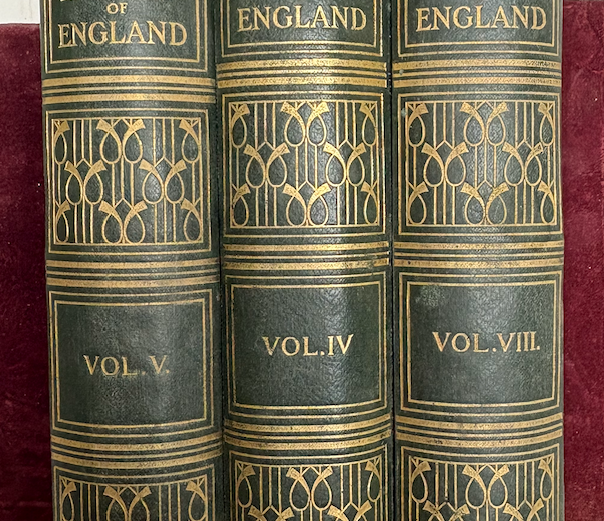 OF
ENGLAND
VOL.V.
ENGLAND
VOL.IV
ENGLAND
VOL.VIII.